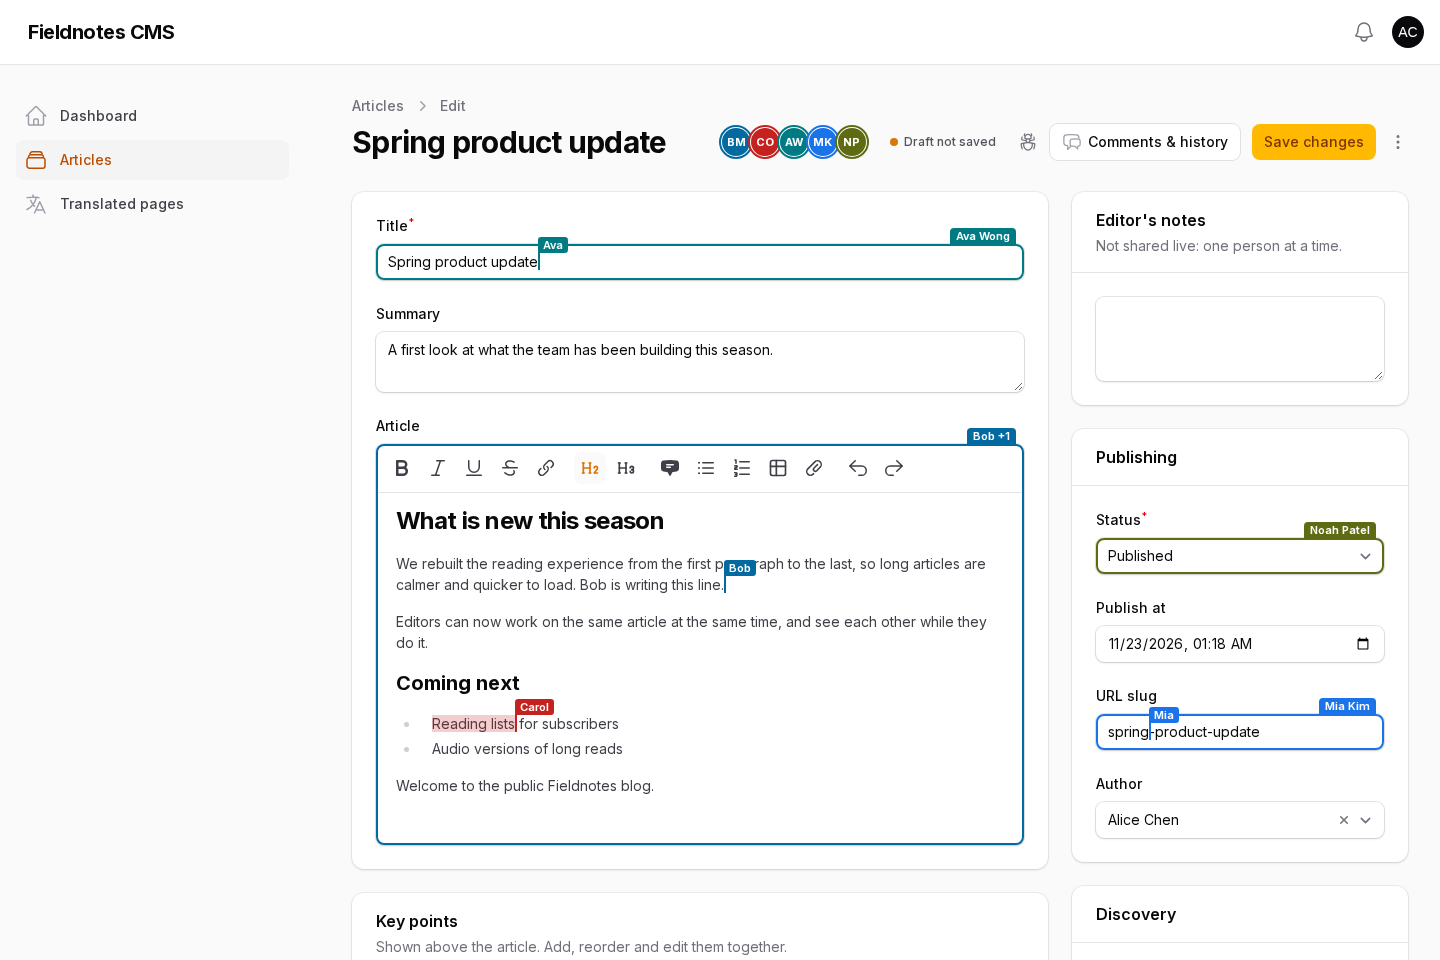 Fieldnotes CMS
AC
Dashboard
Articles
Translated pages
Articles
Edit
Spring product update
BM
CO
AW
MK
NP
Draft not saved
Comments & history
Save changes
Title*
Ava
Ava Wong
Spring product update
Summary
A first look at what the team has been building this season.
Article
Bob +1
H2
H3
What is new this season
We rebuilt the reading experience from the first p raph to the last, so long articles are
Bob
calmer and quicker to load. Bob is writing this line.
Editors can now work on the same article at the same time, and see each other while they
do it.
Coming next
Carol
Reading lists for subscribers
Audio versions of long reads
Welcome to the public Fieldnotes blog.
Key points
Shown above the article. Add, reorder and edit them together.
Editor's notes
Not shared live: one person at a time.
Publishing
Status*
Noah Patel
Published
Publish at
11/23/2026, 01:18 AM
URL slug
Mia
Mia Kim
spring-product-update
Author
Alice Chen
Discovery